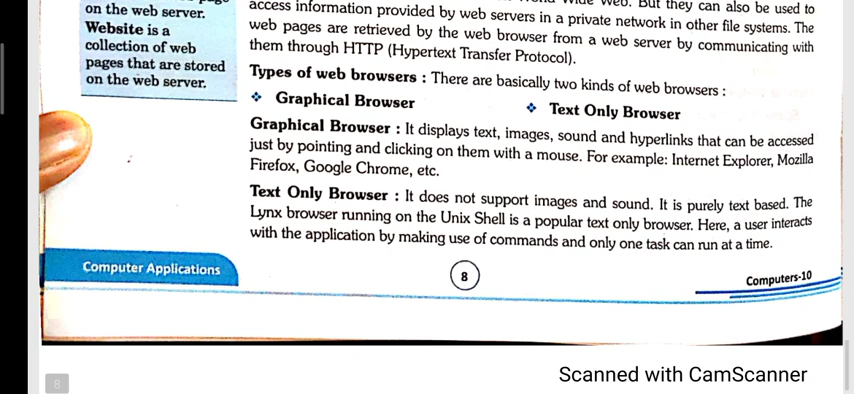 on the web server.
Website is a
collection of web
pages that are stored
on the web server.
Web. But they can also be used to
access information provided by web servers in a private network in other file systems. The
web pages are retrieved by the web browser from a web server by communicating with
them through HTTP (Hypertext Transfer Protocol).
Types of web browsers : There are basically two kinds of web browsers :
❖ Graphical Browser ❖ Text Only Browser
Graphical Browser : It displays text, images, sound and hyperlinks that can be accessed
just by pointing and clicking on them with a mouse. For example: Internet Explorer, Mozilla
Firefox, Google Chrome, etc.
Text Only Browser : It does not support images and sound. It is purely text based. The
Lynx browser running on the Unix Shell is a popular text only browser. Here, a user interacts
with the application by making use of commands and only one task can run at a time.
Computer Applications
8
Computers-10
8
Scanned with CamScanner